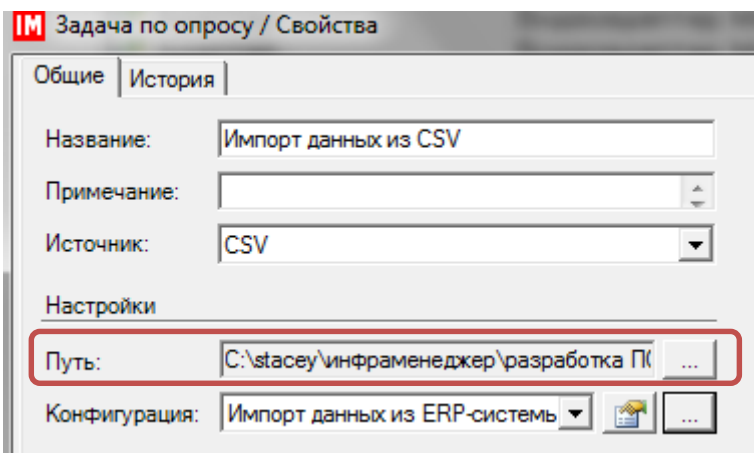 IM Задача по опросу / Свойства
Общие История
Название: Импорт данных из CSV
Примечание:
Источник: CSV
Настройки
Путь: C:\stacey\инфраменеджер\разработка ...
Конфигурация: Импорт данных из ERP-системы ...